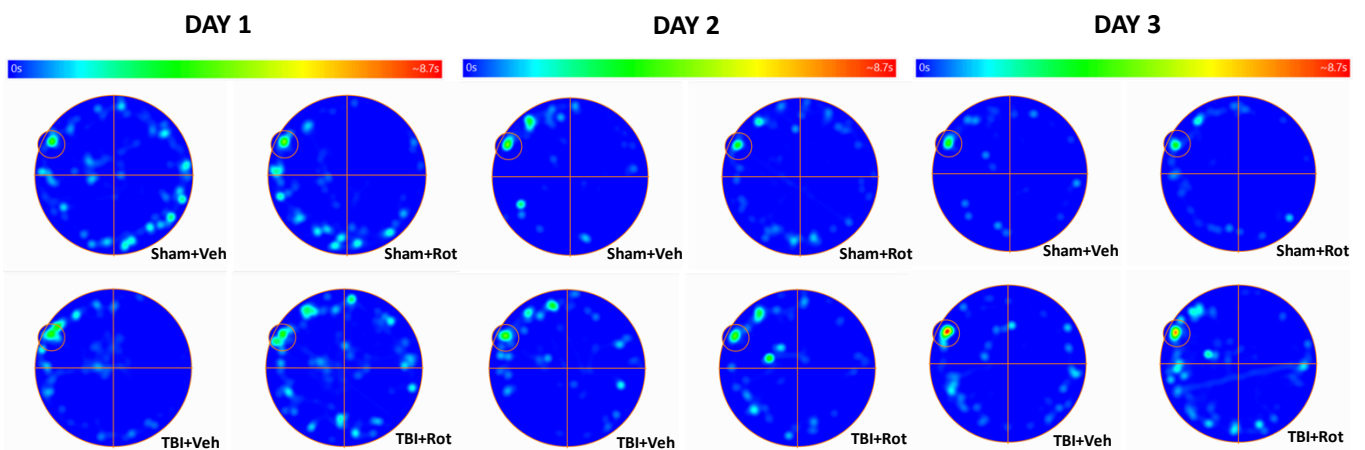 DAY 1 DAY 2 DAY 3
0s ~8.7s 0s ~8.7s 0s ~8.7s
Sham+Veh Sham+Rot Sham+Veh Sham+Rot Sham+Veh Sham+Rot
TBI+Veh TBI+Rot TBI+Veh TBI+Rot TBI+Veh TBI+Rot